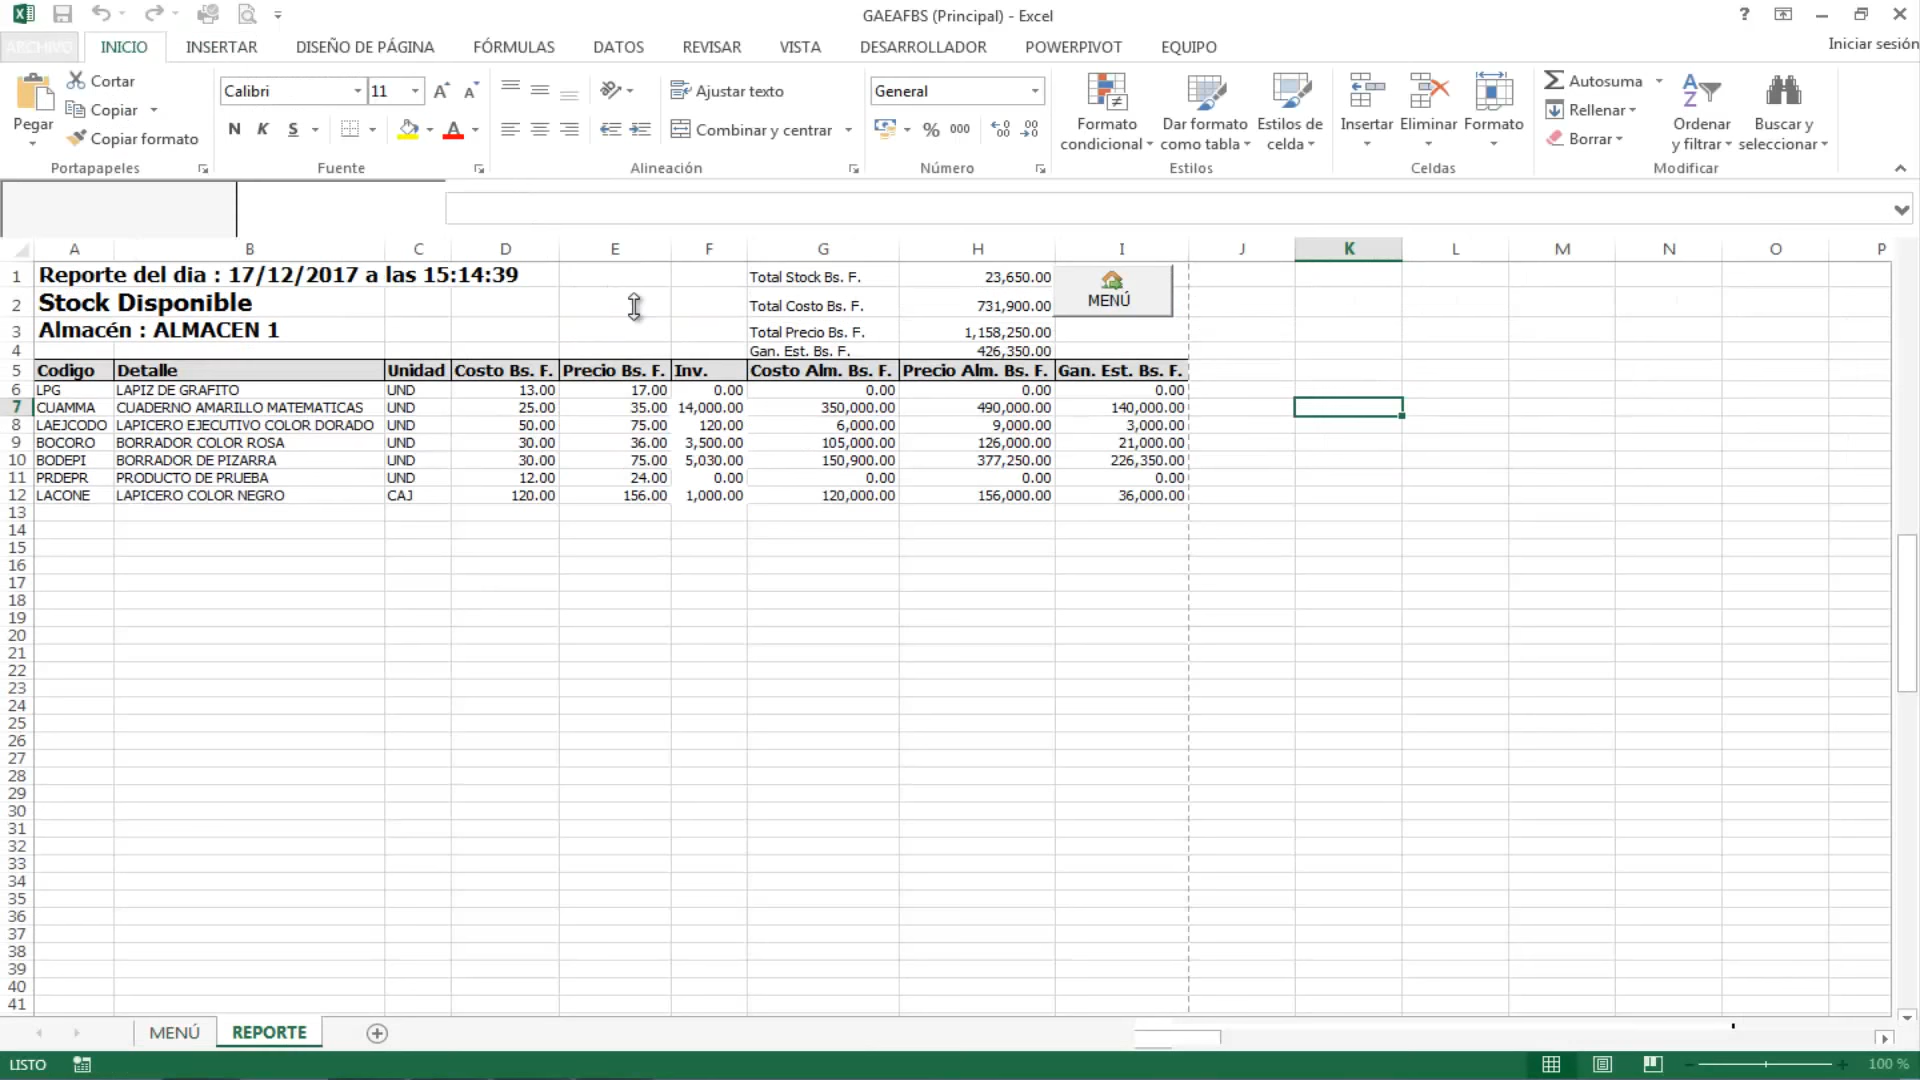 GAEAFBS (Principal) - Excel
?
ARCHIVO INICIO INSERTAR DISEÑO DE PÁGINA FÓRMULAS DATOS REVISAR VISTA DESARROLLADOR POWERPIVOT EQUIPO Iniciar sesión
Pegar
Cortar
Copiar
Copiar formato
Portapapeles
Calibri 11
N K S
Fuente
Ajustar texto
Combinar y centrar
Alineación
General
% 000
Número
Formato condicional
Dar formato como tabla
Estilos de celda
Estilos
Insertar Eliminar Formato
Celdas
Autosuma
Rellenar
Borrar
Ordenar y filtrar
Buscar y seleccionar
Modificar
A B C D E F G H I J K L M N O P
1 Reporte del dia : 17/12/2017 a las 15:14:39 Total Stock Bs. F. 23,650.00
MENÚ
2 Stock Disponible Total Costo Bs. F. 731,900.00
3 Almacén : ALMACEN 1 Total Precio Bs. F. 1,158,250.00
4 Gan. Est. Bs. F. 426,350.00
5 Codigo Detalle Unidad Costo Bs. F. Precio Bs. F. Inv. Costo Alm. Bs. F. Precio Alm. Bs. F. Gan. Est. Bs. F.
6 LPG LAPIZ DE GRAFITO UND 13.00 17.00 0.00 0.00 0.00 0.00
7 CUAMMA CUADERNO AMARILLO MATEMATICAS UND 25.00 35.00 14,000.00 350,000.00 490,000.00 140,000.00
8 LAEJCODO LAPICERO EJECUTIVO COLOR DORADO UND 50.00 75.00 120.00 6,000.00 9,000.00 3,000.00
9 BOCORO BORRADOR COLOR ROSA UND 30.00 36.00 3,500.00 105,000.00 126,000.00 21,000.00
10 BODEPI BORRADOR DE PIZARRA UND 30.00 75.00 5,030.00 150,900.00 377,250.00 226,350.00
11 PRDEPR PRODUCTO DE PRUEBA UND 12.00 24.00 0.00 0.00 0.00 0.00
12 LACONE LAPICERO COLOR NEGRO CAJ 120.00 156.00 1,000.00 120,000.00 156,000.00 36,000.00
13
14
15
16
17
18
19
20
21
22
23
24
25
26
27
28
29
30
31
32
33
34
35
36
37
38
39
40
41
MENÚ REPORTE
LISTO 100 %